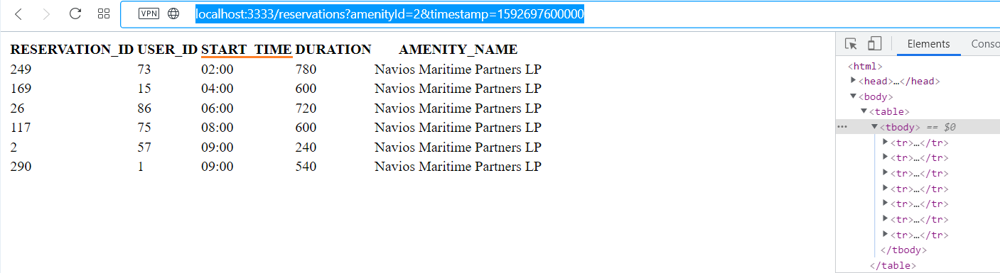 VPN localhost:3333/reservations?amenityId=2&timestamp=1592697600000
RESERVATION_ID USER_ID START_TIME DURATION AMENITY_NAME
249 73 02:00 780 Navios Maritime Partners LP
169 15 04:00 600 Navios Maritime Partners LP
26 86 06:00 720 Navios Maritime Partners LP
117 75 08:00 600 Navios Maritime Partners LP
2 57 09:00 240 Navios Maritime Partners LP
290 1 09:00 540 Navios Maritime Partners LP
Elements Conso
<html>
<head>…</head>
<body>
<table>
<tbody> == $0
<tr>…</tr>
<tr>…</tr>
<tr>…</tr>
<tr>…</tr>
<tr>…</tr>
<tr>…</tr>
<tr>…</tr>
</tbody>
</table>